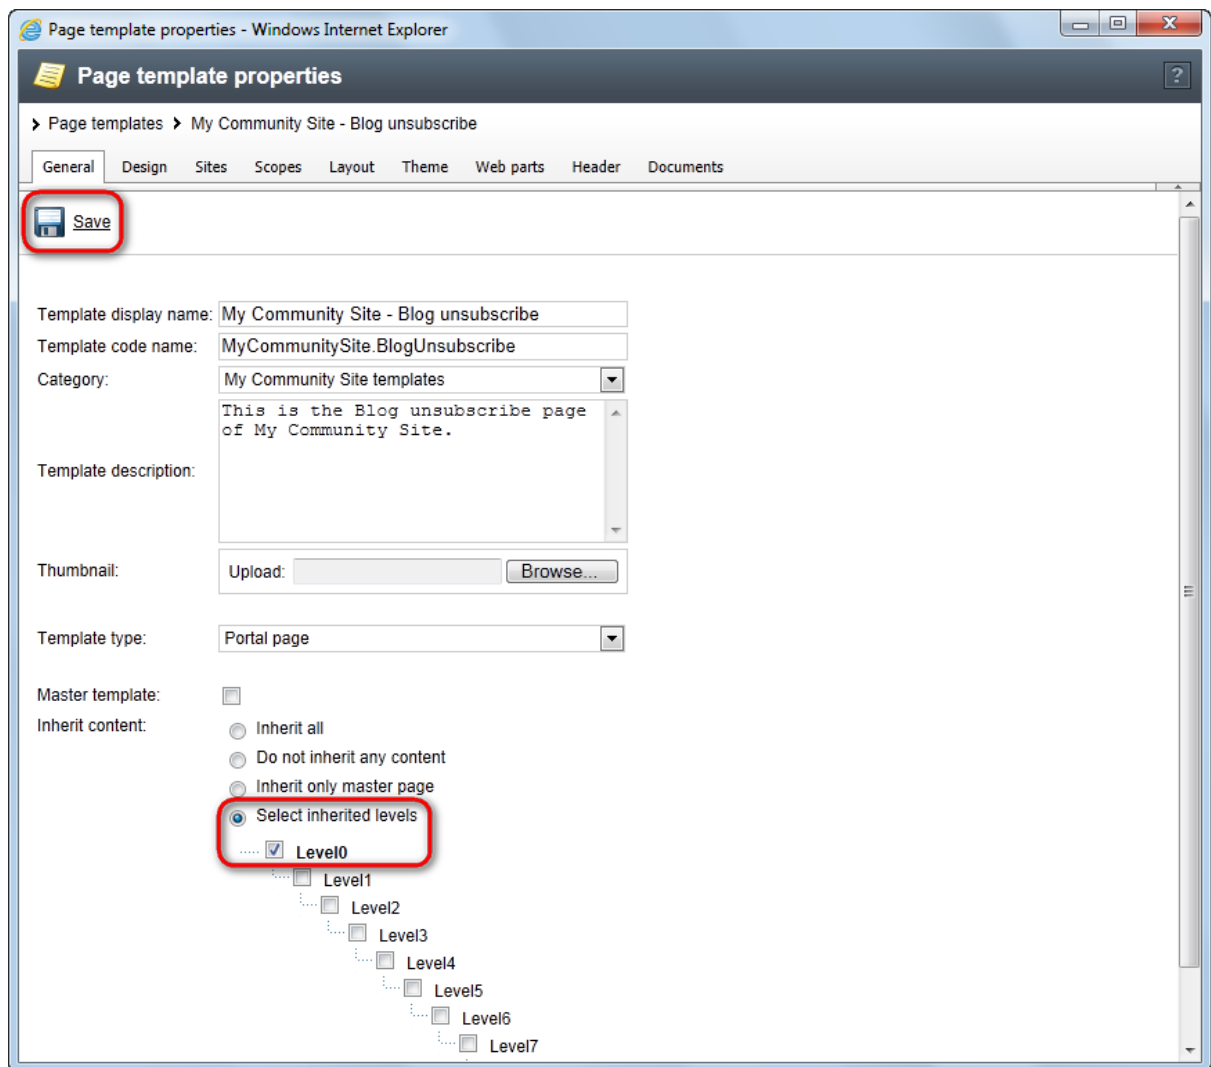 Page template properties - Windows Internet Explorer
Page template properties
?
Page templates > My Community Site - Blog unsubscribe
General Design Sites Scopes Layout Theme Web parts Header Documents
Save
Template display name: My Community Site - Blog unsubscribe
Template code name: MyCommunitySite.BlogUnsubscribe
Category: My Community Site templates
This is the Blog unsubscribe page
of My Community Site.
Template description:
Thumbnail: Upload: Browse...
Template type: Portal page
Master template:
Inherit content: Inherit all
Do not inherit any content
Inherit only master page
Select inherited levels
Level0
Level1
Level2
Level3
Level4
Level5
Level6
Level7